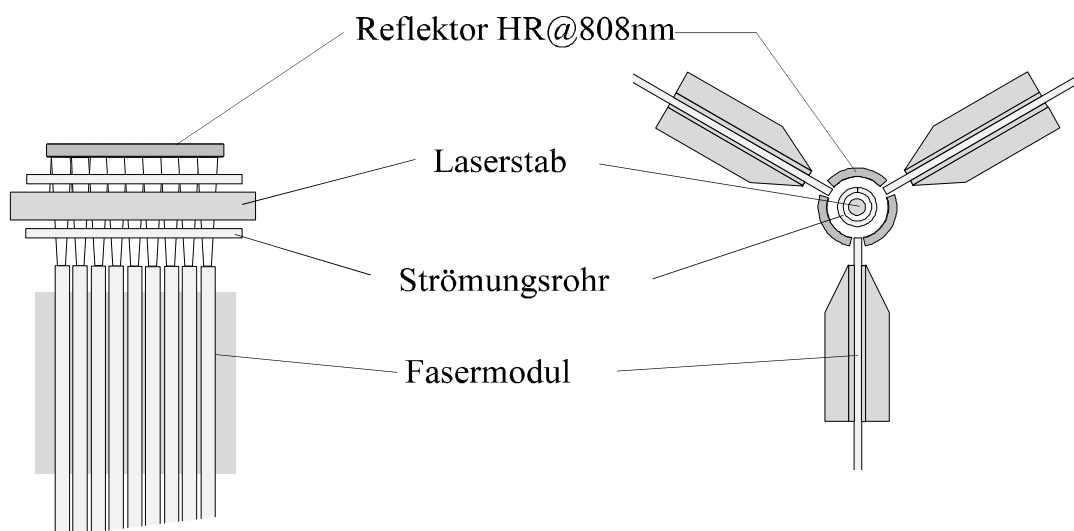 Reflektor HR@808nm
Laserstab
Strömungsrohr
Fasermodul